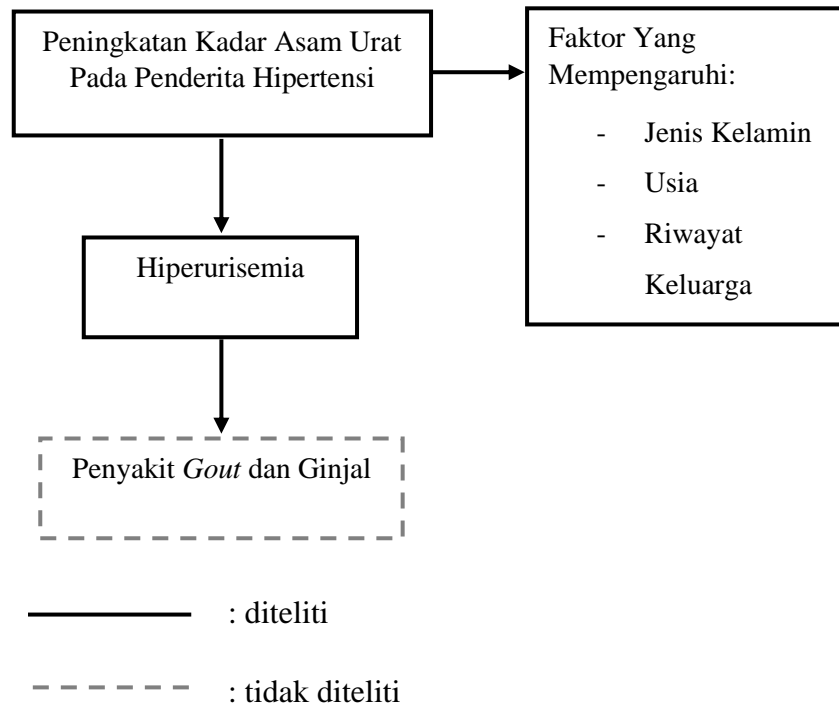 Peningkatan Kadar Asam Urat
Pada Penderita Hipertensi
Faktor Yang
Mempengaruhi:
- Jenis Kelamin
- Usia
- Riwayat
Keluarga
Hiperurisemia
Penyakit Gout dan Ginjal
: diteliti
: tidak diteliti